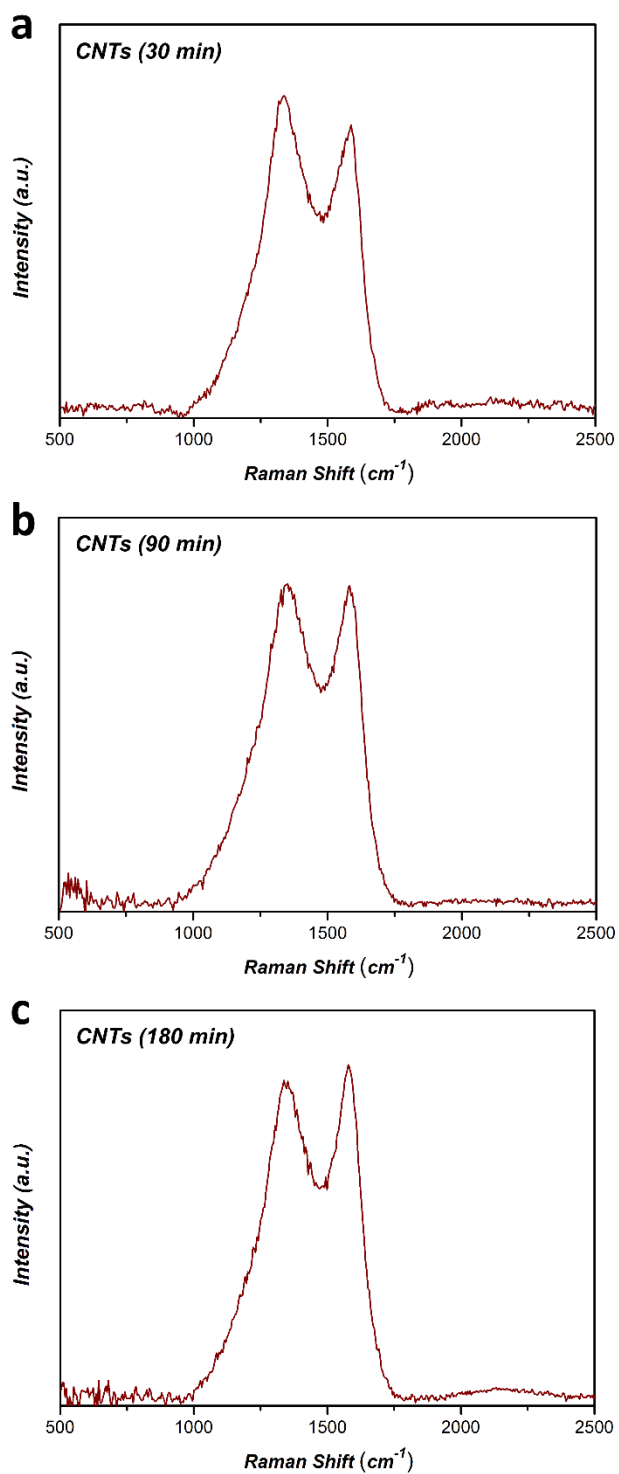 a
CNTs (30 min)
Intensity (a.u.)
500 1000 1500 2000 2500
Raman Shift (cm⁻¹)
b
CNTs (90 min)
Intensity (a.u.)
500 1000 1500 2000 2500
Raman Shift (cm⁻¹)
c
CNTs (180 min)
Intensity (a.u.)
500 1000 1500 2000 2500
Raman Shift (cm⁻¹)